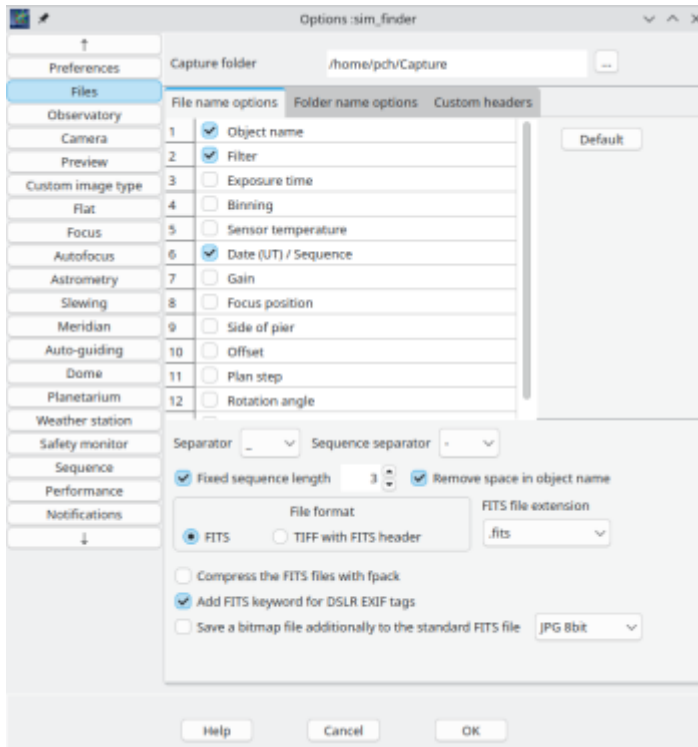 Options :sim_finder
↑
Preferences
Files
Observatory
Camera
Preview
Custom image type
Flat
Focus
Autofocus
Astrometry
Slewing
Meridian
Auto-guiding
Dome
Planetarium
Weather station
Safety monitor
Sequence
Performance
Notifications
↓
Capture folder /home/pch/Capture ...
File name options Folder name options Custom headers
1 Object name
2 Filter
3 Exposure time
4 Binning
5 Sensor temperature
6 Date (UT) / Sequence
7 Gain
8 Focus position
9 Side of pier
10 Offset
11 Plan step
12 Rotation angle
Default
Separator _ Sequence separator -
Fixed sequence length 3 Remove space in object name
File format
FITS TIFF with FITS header
FITS file extension
.fits
Compress the FITS files with fpack
Add FITS keyword for DSLR EXIF tags
Save a bitmap file additionally to the standard FITS file JPG 8bit
Help Cancel OK